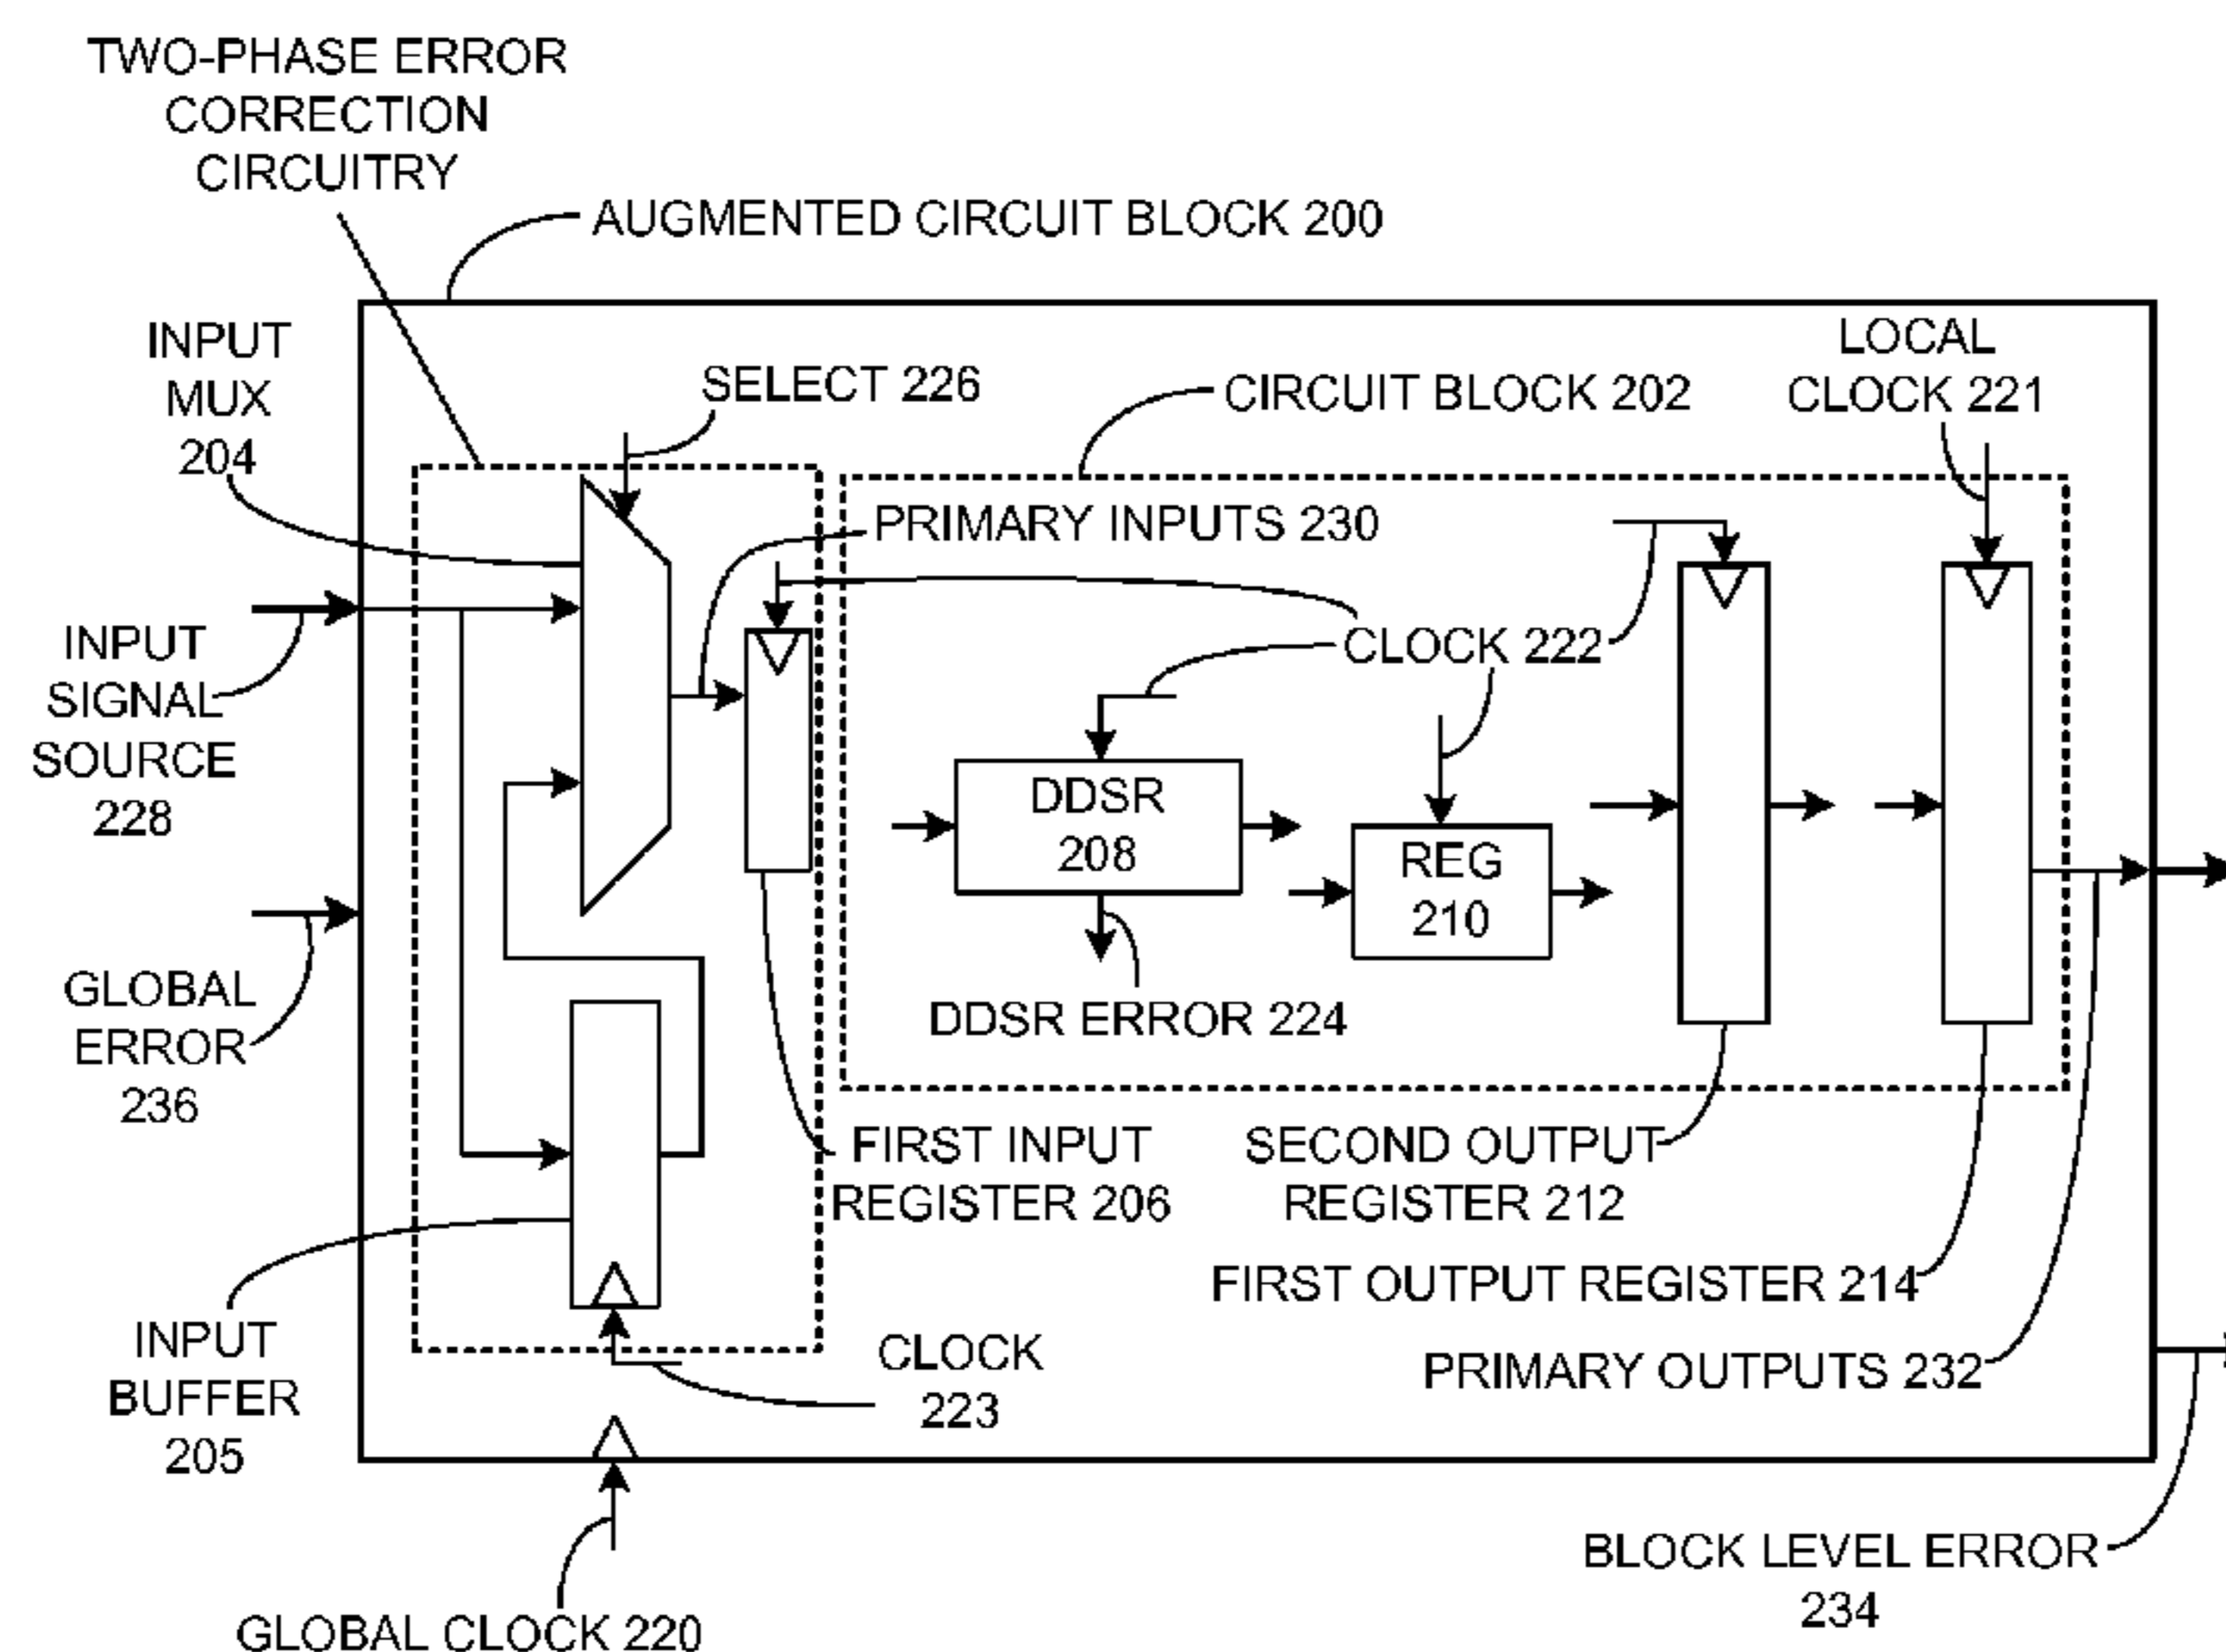 TWO-PHASE ERROR
CORRECTION
CIRCUITRY
AUGMENTED CIRCUIT BLOCK 200
INPUT
MUX
204
SELECT 226
CIRCUIT BLOCK 202
LOCAL
CLOCK 221
PRIMARY INPUTS 230
INPUT
SIGNAL
SOURCE
228
CLOCK 222
DDSR
208
REG
210
GLOBAL
ERROR
236
DDSR ERROR 224
FIRST INPUT
REGISTER 206
SECOND OUTPUT
REGISTER 212
FIRST OUTPUT REGISTER 214
INPUT
BUFFER
205
CLOCK
223
PRIMARY OUTPUTS 232
BLOCK LEVEL ERROR
234
GLOBAL CLOCK 220